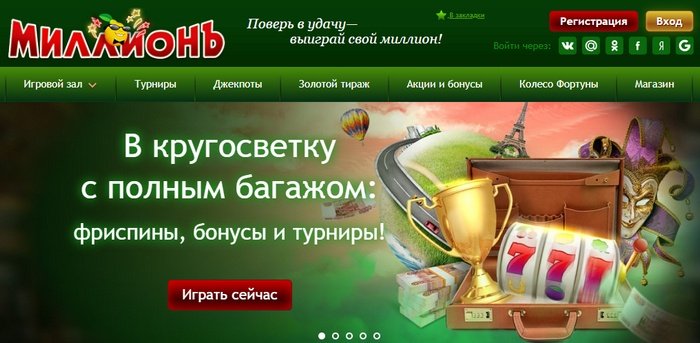 МиллионЪ
Поверь в удачу—
выиграй свой миллион!
В закладки
Регистрация
Вход
Войти через:
Игровой зал
Турниры
Джекпоты
Золотой тираж
Акции и бонусы
Колесо Фортуны
Магазин
В кругосветку
с полным багажом:
фриспины, бонусы и турниры!
Играть сейчас
777